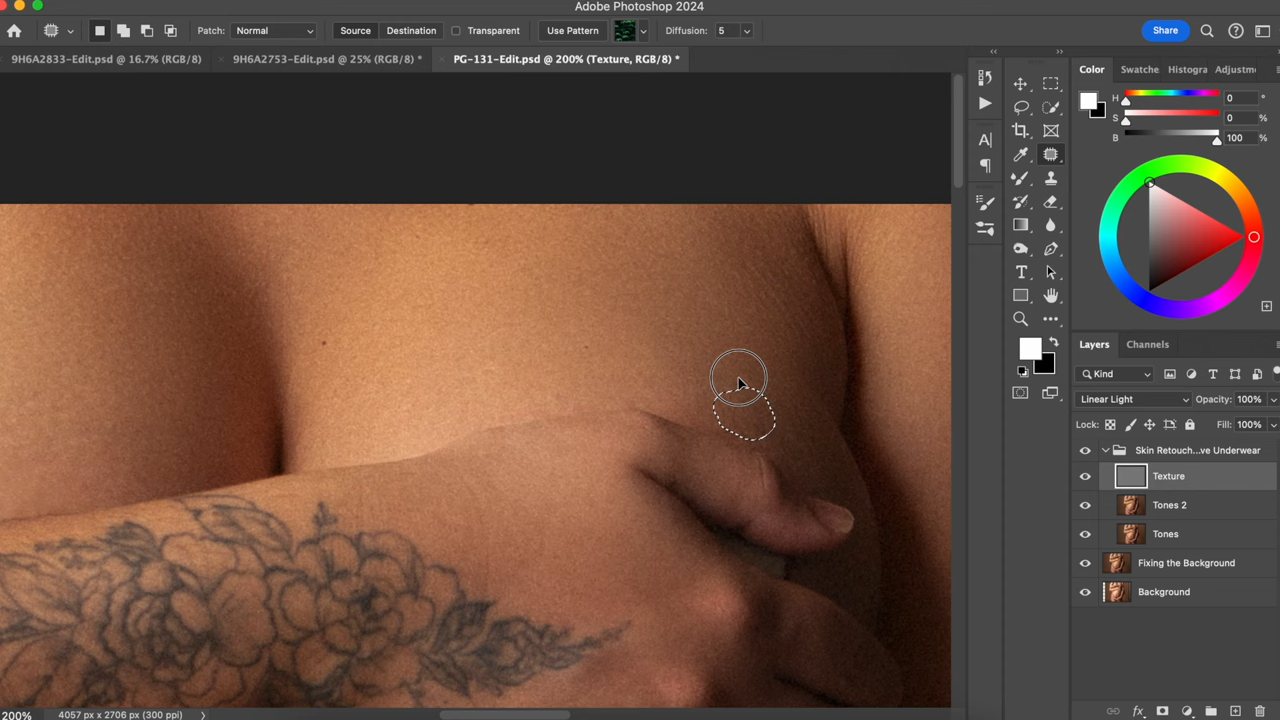 Adobe Photoshop 2024
Patch: Normal Source Destination Transparent Use Pattern Diffusion: 5 Share
9H6A2833-Edit.psd @ 16.7% (RGB/8) 9H6A2753-Edit.psd @ 25% (RGB/8) * PG-131-Edit.psd @ 200% (Texture, RGB/8) *
Color Swatche Histogra Adjustm
H 0 °
S 0 %
B 100 %
Layers Channels
Kind
Linear Light Opacity: 100%
Lock: Fill: 100%
Skin Retouch...ve Underwear
Texture
Tones 2
Tones
Fixing the Background
Background
200% 4057 px x 2706 px (300 ppi)